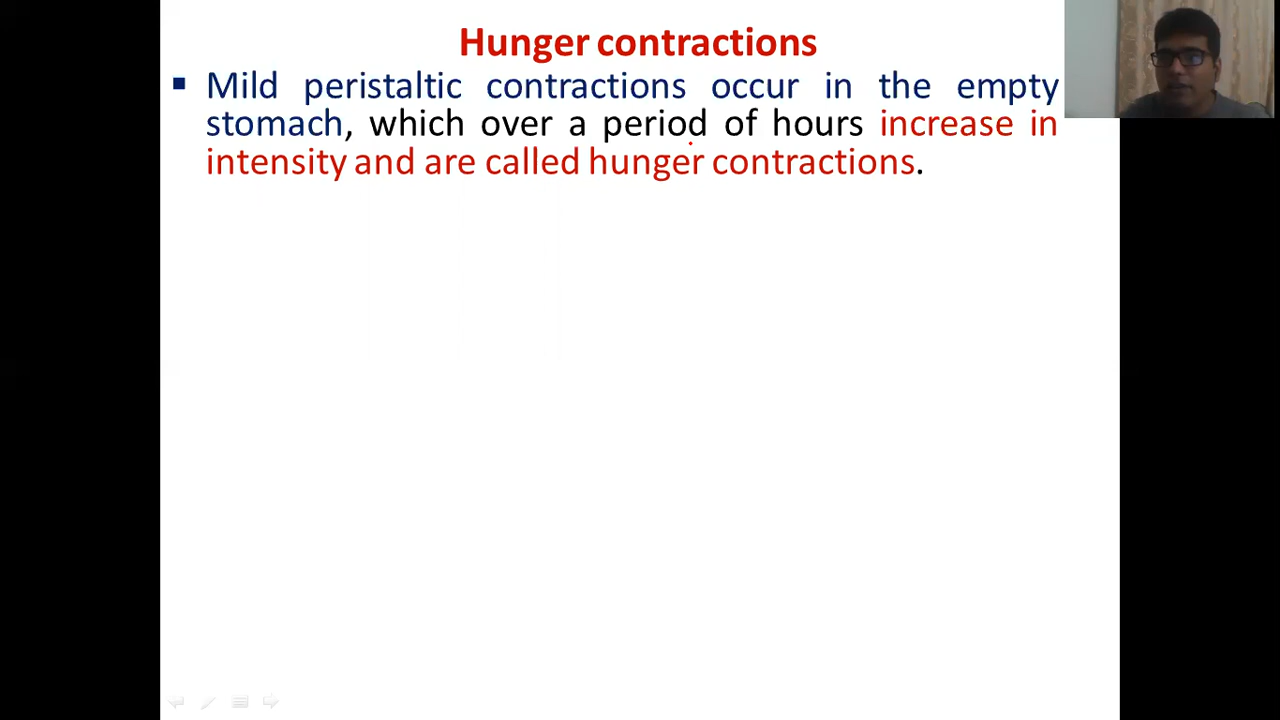 Hunger contractions
▪ Mild peristaltic contractions occur in the empty
stomach, which over a period of hours increase in
intensity and are called hunger contractions.